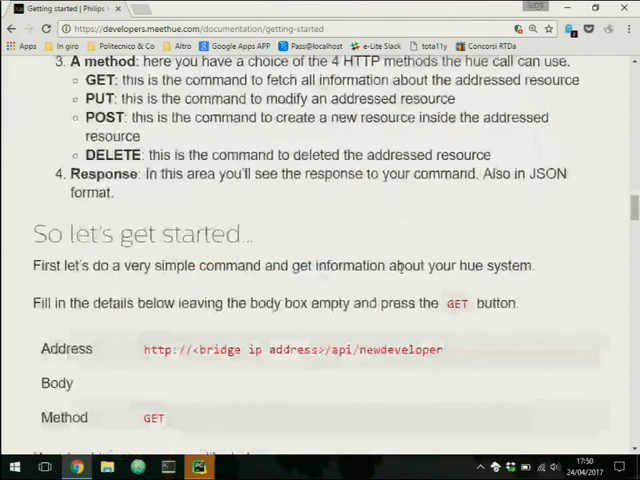 Getting started | Philips H
https://developers.meethue.com/documentation/getting-started
Apps In giro Politecnico & Co Altro Google Apps APP Pass@localhost e-Lite Slack tota11y Concorsi RTDa
3. A method: here you have a choice of the 4 HTTP methods the hue call can use.
GET: this is the command to fetch all information about the addressed resource
PUT: this is the command to modify an addressed resource
POST: this is the command to create a new resource inside the addressed
resource
DELETE: this is the command to deleted the addressed resource
4. Response: In this area you'll see the response to your command. Also in JSON
format.
So let's get started...
First let's do a very simple command and get information about your hue system.
Fill in the details below leaving the body box empty and press the GET button.
Address http://<bridge ip address>/api/newdeveloper
Body
Method GET
17:50
24/04/2017